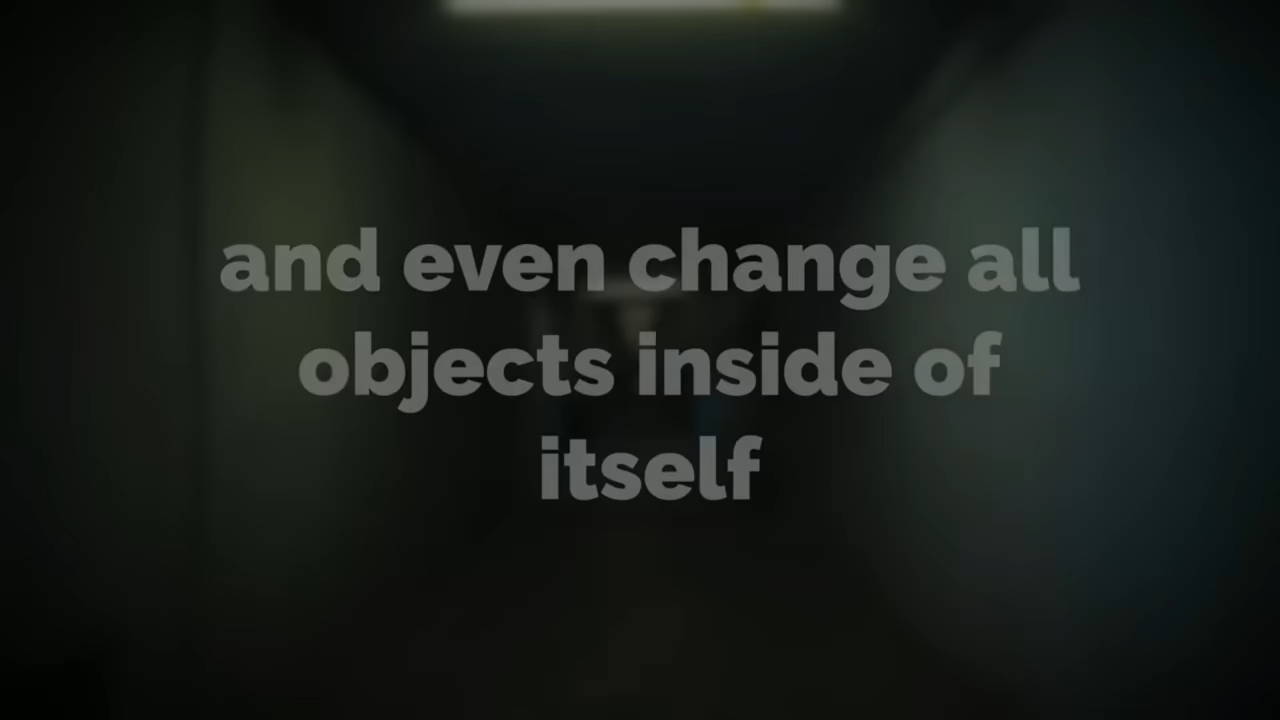 and even change all
objects inside of
itself